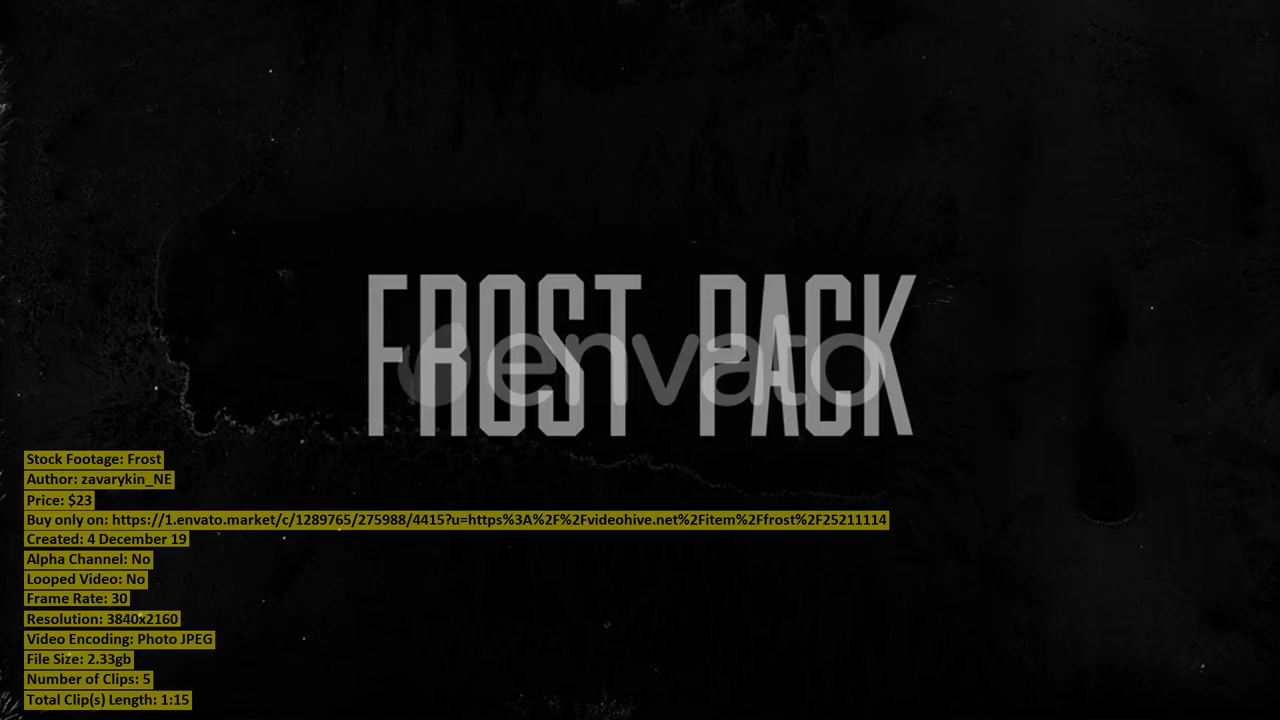 FROST PACK
envato
Stock Footage: Frost
Author: zavarykin_NE
Price: $23
Buy only on: https://1.envato.market/c/1289765/275988/4415?u=https%3A%2F%2Fvideohive.net%2Fitem%2Ffrost%2F25211114
Created: 4 December 19
Alpha Channel: No
Looped Video: No
Frame Rate: 30
Resolution: 3840x2160
Video Encoding: Photo JPEG
File Size: 2.33gb
Number of Clips: 5
Total Clip(s) Length: 1:15